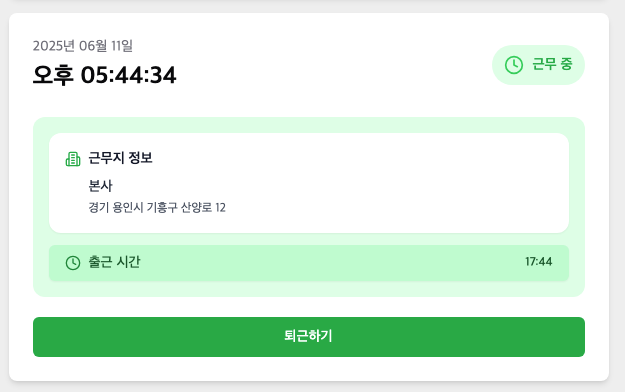 2025년 06월 11일
오후 05:44:34
근무 중
근무지 정보
본사
경기 용인시 기흥구 산양로 12
출근 시간 17:44
퇴근하기